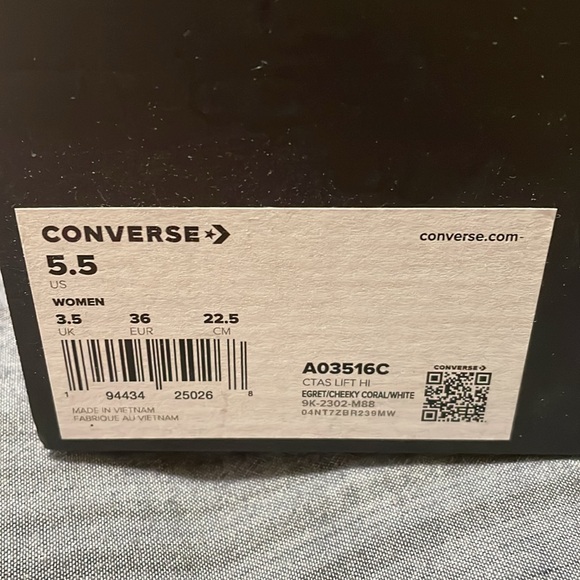 CONVERSE
converse.com
5.5
US
WOMEN
3.5 36 22.5
UK EUR CM
1 94434 25026 8
MADE IN VIETNAM
FABRIQUE AU VIETNAM
A03516C
CTAS LIFT HI
EGRET/CHEEKY CORAL/WHITE
9K-2302-M88
04NT7ZBR239MW
CONVERSE